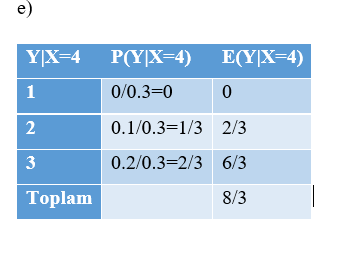 e)
Y|X=4 P(Y|X=4) E(Y|X=4)
1 0/0.3=0 0
2 0.1/0.3=1/3 2/3
3 0.2/0.3=2/3 6/3
Toplam 8/3